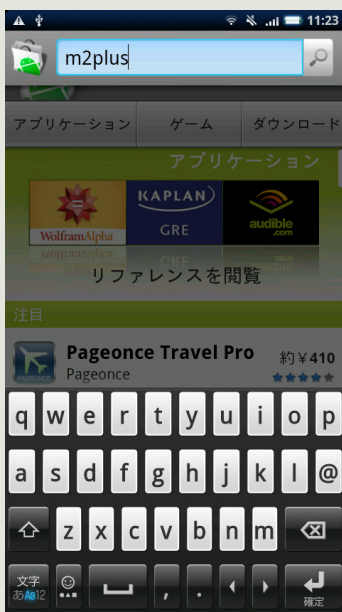 11:23
m2plus
アプリケーション ゲーム ダウンロード
アプリケーション
WolframAlpha
KAPLAN
GRE
audible
.com
リファレンスを閲覧
注目
Pageonce Travel Pro
約¥410
Pageonce
PAGEONCE
q w e r t y u i o p
a s d f g h j k l @
z x c v b n m
文字
あAa12
, .
確定